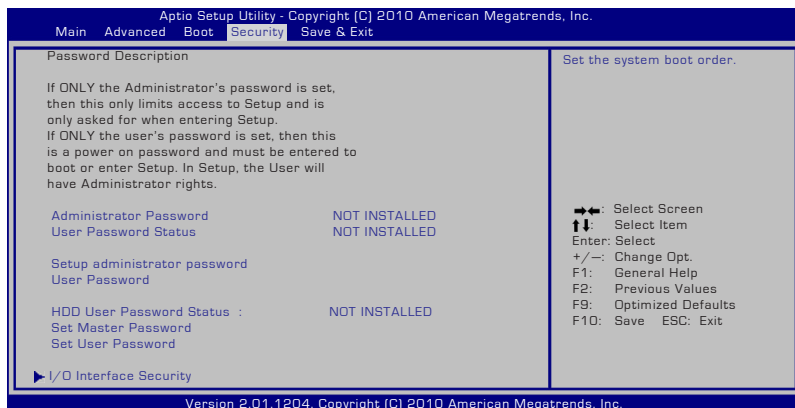 Aptio Setup Utility - Copyright (C) 2010 American Megatrends, Inc.
Main Advanced Boot Security Save & Exit
Password Description
If ONLY the Administrator's password is set,
then this only limits access to Setup and is
only asked for when entering Setup.
If ONLY the user's password is set, then this
is a power on password and must be entered to
boot or enter Setup. In Setup, the User will
have Administrator rights.
Administrator Password NOT INSTALLED
User Password Status NOT INSTALLED
Setup administrator password
User Password
HDD User Password Status : NOT INSTALLED
Set Master Password
Set User Password
I/O Interface Security
Set the system boot order.
→←: Select Screen
↑↓: Select Item
Enter: Select
+/—: Change Opt.
F1: General Help
F2: Previous Values
F9: Optimized Defaults
F10: Save ESC: Exit
Version 2.01.1204. Copyright (C) 2010 American Megatrends, Inc.